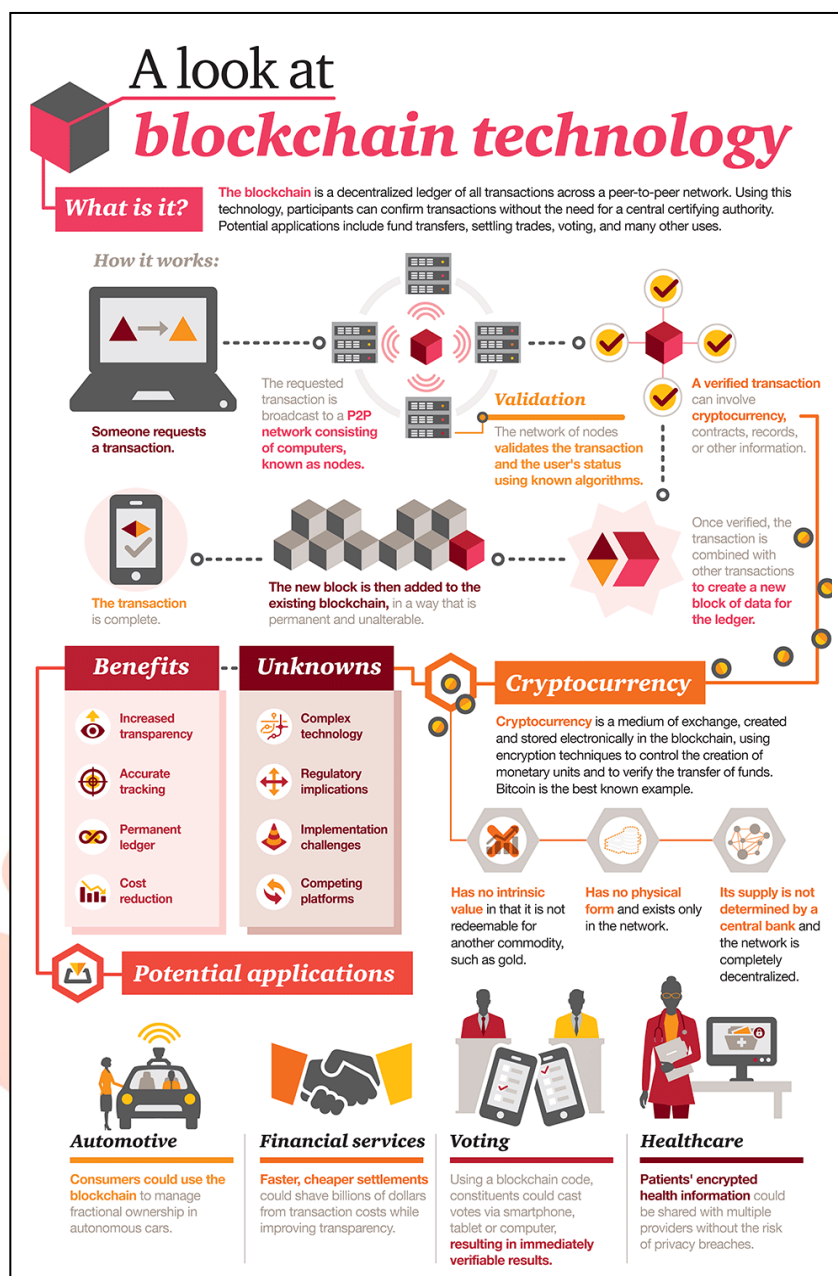 A look at
blockchain technology
What is it?
The blockchain is a decentralized ledger of all transactions across a peer-to-peer network. Using this
technology, participants can confirm transactions without the need for a central certifying authority.
Potential applications include fund transfers, settling trades, voting, and many other uses.
How it works:
Someone requests
a transaction.
The requested
transaction is
broadcast to a P2P
network consisting
of computers,
known as nodes.
Validation
The network of nodes
validates the transaction
and the user's status
using known algorithms.
A verified transaction
can involve
cryptocurrency,
contracts, records,
or other information.
Once verified, the
transaction is
combined with
other transactions
to create a new
block of data for
the ledger.
The new block is then added to the
existing blockchain, in a way that is
permanent and unalterable.
The transaction
is complete.
Benefits
Increased
transparency
Accurate
tracking
Permanent
ledger
Cost
reduction
Unknowns
Complex
technology
Regulatory
implications
Implementation
challenges
Competing
platforms
Cryptocurrency
Cryptocurrency is a medium of exchange, created
and stored electronically in the blockchain, using
encryption techniques to control the creation of
monetary units and to verify the transfer of funds.
Bitcoin is the best known example.
Has no intrinsic
value in that it is not
redeemable for
another commodity,
such as gold.
Has no physical
form and exists only
in the network.
Its supply is not
determined by a
central bank and
the network is
completely
decentralized.
Potential applications
Automotive
Consumers could use the
blockchain to manage
fractional ownership in
autonomous cars.
Financial services
Faster, cheaper settlements
could shave billions of dollars
from transaction costs while
improving transparency.
Voting
Using a blockchain code,
constituents could cast
votes via smartphone,
tablet or computer,
resulting in immediately
verifiable results.
Healthcare
Patients' encrypted
health information could
be shared with multiple
providers without the risk
of privacy breaches.